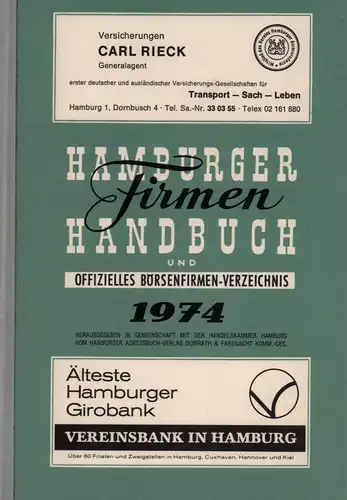 Versicherungen
CARL RIECK
Generalagent
erster deutscher und ausländischer Versicherungs-Gesellschaften für
Transport – Sach – Leben
Hamburg 1, Dornbusch 4 · Tel. Sa.-Nr. 33 03 55 · Telex 02 161 880
HAMBURGER
Firmen
HANDBUCH
UND
OFFIZIELLES BÖRSENFIRMEN-VERZEICHNIS
1974
HERAUSGEGEBEN IN GEMEINSCHAFT MIT DER HANDELSKAMMER HAMBURG
VOM HAMBURGER ADRESSBUCH-VERLAG DUMRATH & FASSNACHT KOMM.-GES.
Älteste
Hamburger
Girobank
VEREINSBANK IN HAMBURG
Über 60 Filialen und Zweigstellen in Hamburg, Cuxhaven, Hannover und Kiel